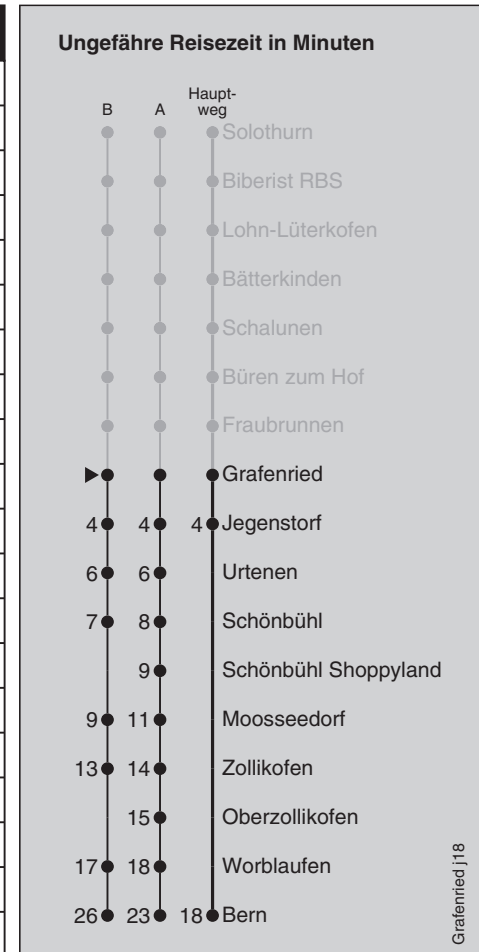 Ungefähre Reisezeit in Minuten
B A Haupt-
weg
Solothurn
Biberist RBS
Lohn-Lüterkofen
Bätterkinden
Schalunen
Büren zum Hof
Fraubrunnen
Grafenried
4 4 4 Jegenstorf
6 6 Urtenen
7 8 Schönbühl
9 Schönbühl Shoppyland
9 11 Moosseedorf
13 14 Zollikofen
15 Oberzollikofen
17 18 Worblaufen
26 23 18 Bern
Grafenried j18